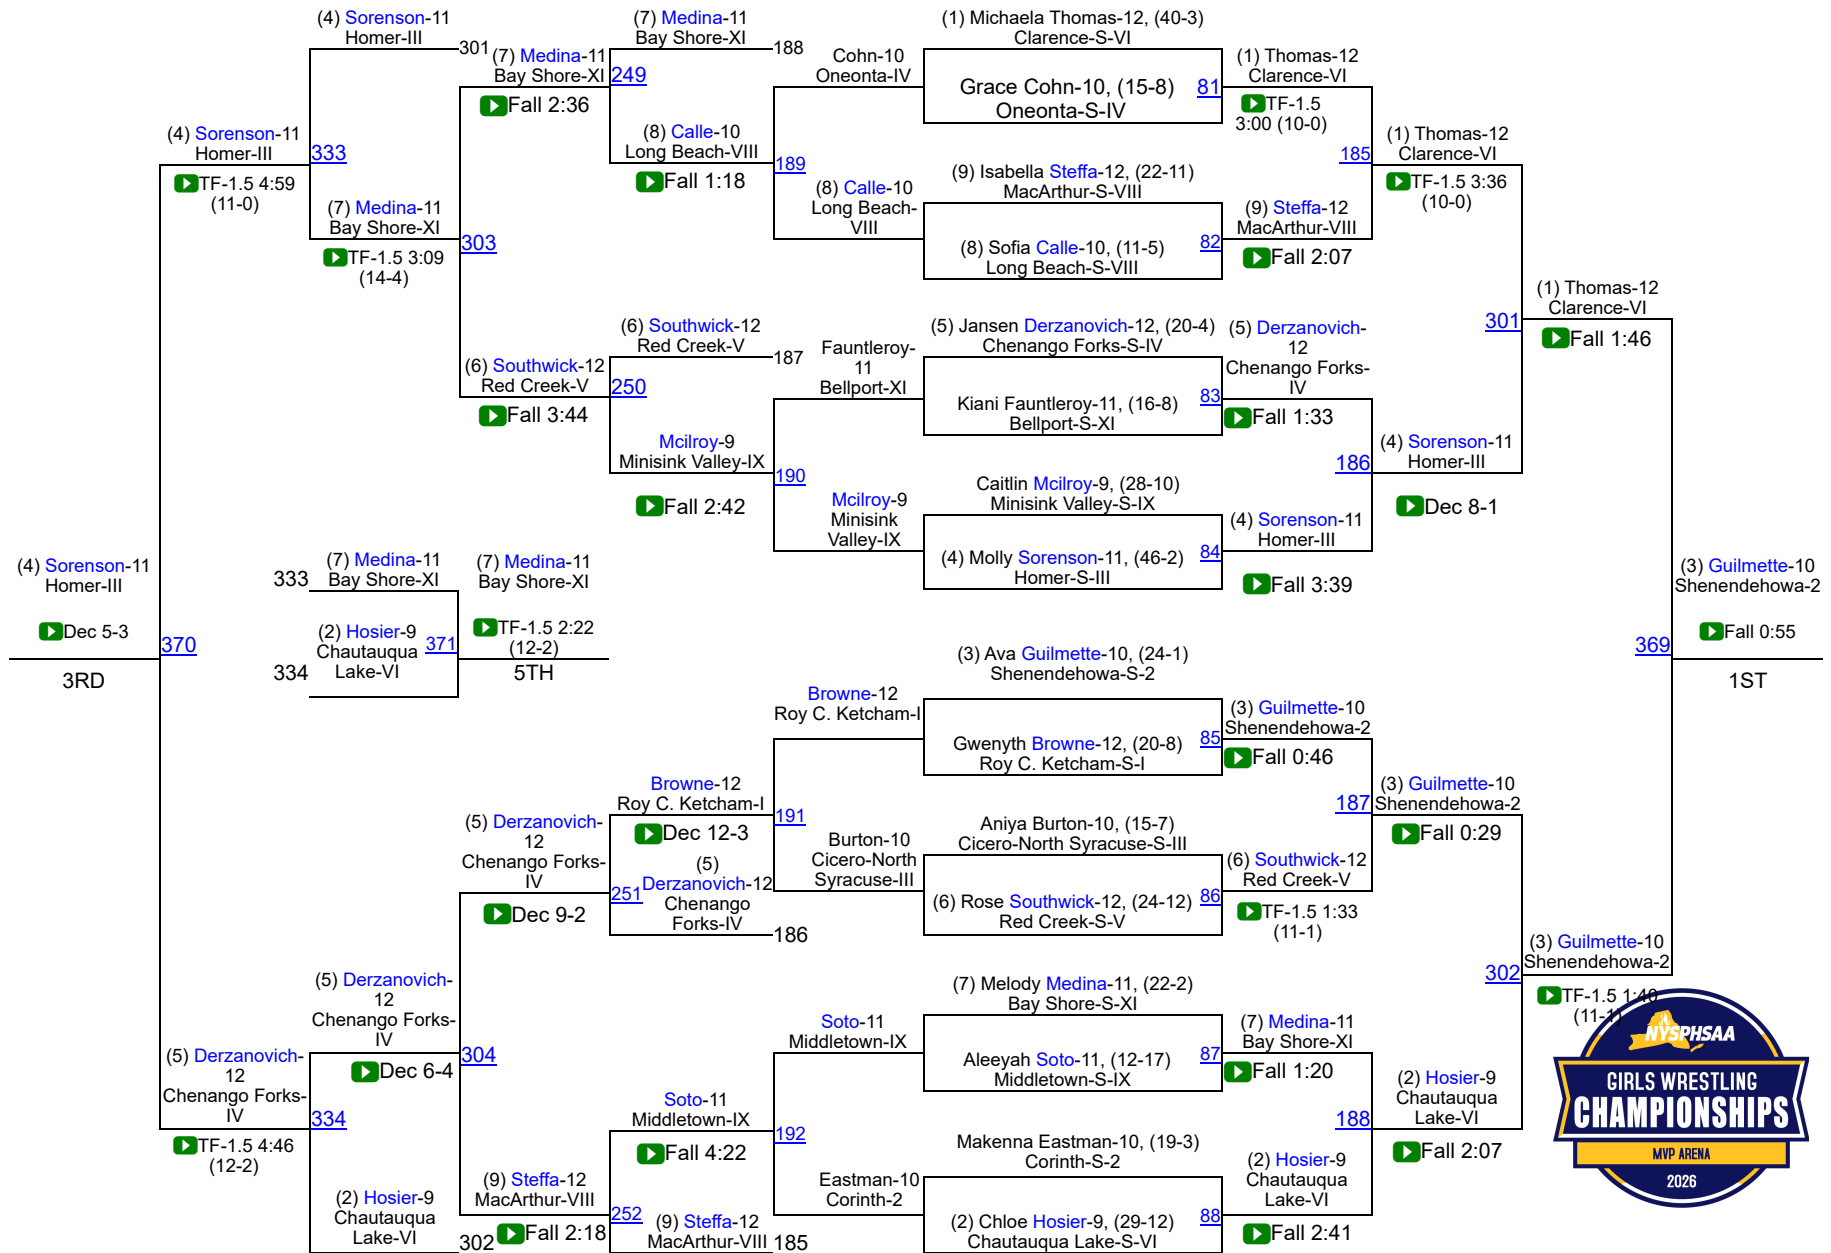 (4) Sorenson-11
Homer-III
301
(7) Medina-11
Bay Shore-XI
Fall 2:36
(4) Sorenson-11
Homer-III
333
TF-1.5 4:59
(11-0)
(7) Medina-11
Bay Shore-XI
303
TF-1.5 3:09
(14-4)
(7) Medina-11
Bay Shore-XI
188
249
(8) Calle-10
Long Beach-VIII
Fall 1:18
189
Cohn-10
Oneonta-IV
(8) Calle-10
Long Beach-
VIII
(1) Michaela Thomas-12, (40-3)
Clarence-S-VI
Grace Cohn-10, (15-8)
Oneonta-S-IV
81
(9) Isabella Steffa-12, (22-11)
MacArthur-S-VIII
(8) Sofia Calle-10, (11-5)
Long Beach-S-VIII
82
(1) Thomas-12
Clarence-VI
TF-1.5
3:00 (10-0)
185
(9) Steffa-12
MacArthur-VIII
Fall 2:07
(1) Thomas-12
Clarence-VI
TF-1.5 3:36
(10-0)
(6) Southwick-12
Red Creek-V
Fall 3:44
(6) Southwick-12
Red Creek-V
187
250
Mcilroy-9
Minisink Valley-IX
Fall 2:42
190
Fauntleroy-
11
Bellport-XI
Mcilroy-9
Minisink
Valley-IX
(5) Jansen Derzanovich-12, (20-4)
Chenango Forks-S-IV
Kiani Fauntleroy-11, (16-8)
Bellport-S-XI
83
Caitlin Mcilroy-9, (28-10)
Minisink Valley-S-IX
(4) Molly Sorenson-11, (46-2)
Homer-S-III
84
(5) Derzanovich-
12
Chenango Forks-
IV
Fall 1:33
186
(4) Sorenson-11
Homer-III
Fall 3:39
(4) Sorenson-11
Homer-III
Dec 8-1
301
(1) Thomas-12
Clarence-VI
Fall 1:46
(4) Sorenson-11
Homer-III
Dec 5-3
3RD
370
333
(7) Medina-11
Bay Shore-XI
334
(2) Hosier-9
Chautauqua
Lake-VI
371
(7) Medina-11
Bay Shore-XI
TF-1.5 2:22
(12-2)
5TH
369
(3) Guilmette-10
Shenendehowa-2
Fall 0:55
1ST
(3) Ava Guilmette-10, (24-1)
Shenendehowa-S-2
Gwenyth Browne-12, (20-8)
Roy C. Ketcham-S-I
85
Browne-12
Roy C. Ketcham-I
(3) Guilmette-10
Shenendehowa-2
Fall 0:46
Browne-12
Roy C. Ketcham-I
Dec 12-3
191
Burton-10
Cicero-North
Syracuse-III
Aniya Burton-10, (15-7)
Cicero-North Syracuse-S-III
(6) Rose Southwick-12, (24-12)
Red Creek-S-V
86
(6) Southwick-12
Red Creek-V
TF-1.5 1:33
(11-1)
187
(3) Guilmette-10
Shenendehowa-2
Fall 0:29
(5) Derzanovich-
12
Chenango Forks-
IV
Dec 9-2
251
(5)
Derzanovich-12
Chenango
Forks-IV
186
302
(3) Guilmette-10
Shenendehowa-2
TF-1.5 1:40
(11-1)
(5) Derzanovich-
12
Chenango Forks-
IV
Dec 6-4
304
(5) Derzanovich-
12
Chenango Forks-
IV
TF-1.5 4:46
(12-2)
334
(2) Hosier-9
Chautauqua
Lake-VI
302
(9) Steffa-12
MacArthur-VIII
Fall 2:18
Soto-11
Middletown-IX
Fall 4:22
252
(9) Steffa-12
MacArthur-VIII
185
192
Soto-11
Middletown-IX
Eastman-10
Corinth-2
(7) Melody Medina-11, (22-2)
Bay Shore-S-XI
Aleeyah Soto-11, (12-17)
Middletown-S-IX
87
Makenna Eastman-10, (19-3)
Corinth-S-2
(2) Chloe Hosier-9, (29-12)
Chautauqua Lake-S-VI
88
(7) Medina-11
Bay Shore-XI
Fall 1:20
188
(2) Hosier-9
Chautauqua
Lake-VI
Fall 2:41
(2) Hosier-9
Chautauqua
Lake-VI
Fall 2:07
NYSPHSAA
GIRLS WRESTLING
CHAMPIONSHIPS
MVP ARENA
2026